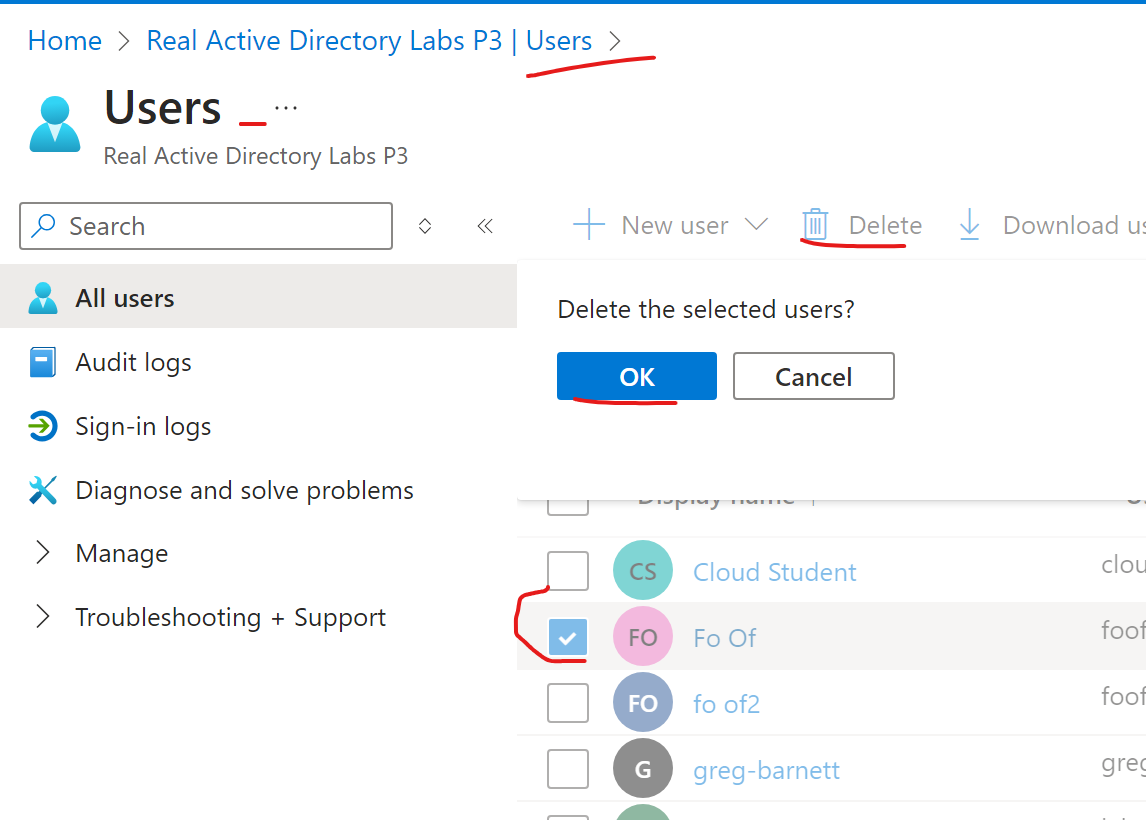 Home > Real Active Directory Labs P3 | Users >
Users ...
Real Active Directory Labs P3
Search
New user Delete Download us
All users
Delete the selected users?
OK Cancel
Audit logs
Sign-in logs
Diagnose and solve problems
Manage
Troubleshooting + Support
Display name
CS Cloud Student clou
FO Fo Of foof
FO fo of2 foof
G greg-barnett greg